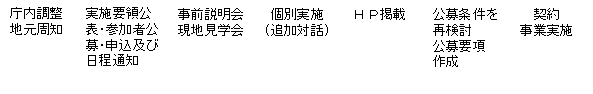 庁内調整
地元周知
実施要領公
表・参加者公
募・申込及び
日程通知
事前説明会
現地見学会
個別実施
（追加対話）
ＨＰ掲載
公募条件を
再検討
公募要項
作成
契約
事業実施